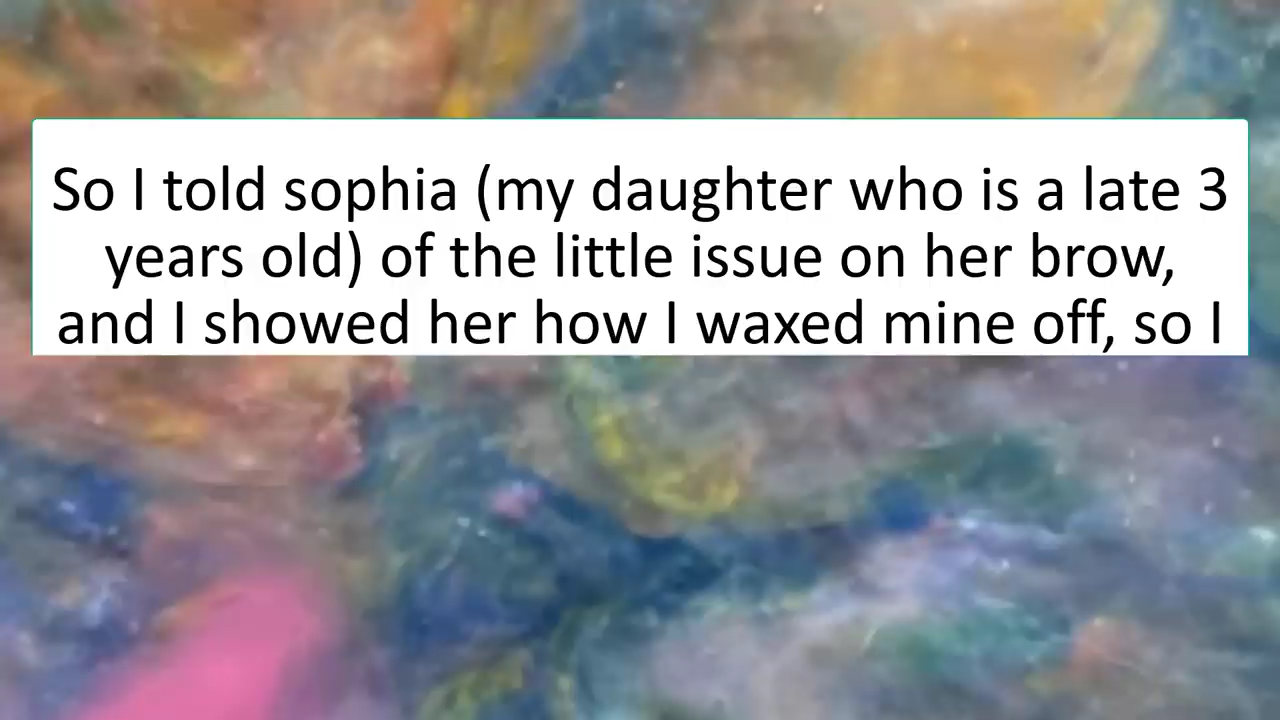 So I told sophia (my daughter who is a late 3
years old) of the little issue on her brow,
and I showed her how I waxed mine off, so I